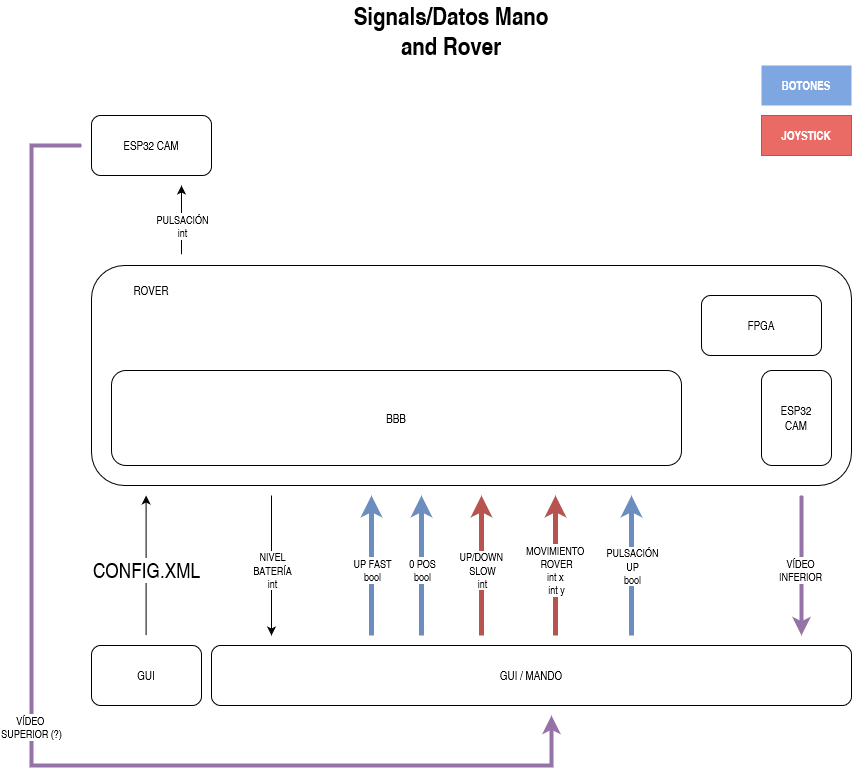 Signals/Datos Mano
and Rover
BOTONES
JOYSTICK
ESP32 CAM
PULSACIÓN
int
ROVER
FPGA
BBB
ESP32
CAM
CONFIG.XML
NIVEL
BATERÍA
int
UP FAST
bool
0 POS
bool
UP/DOWN
SLOW
int
MOVIMIENTO
ROVER
int x
int y
PULSACIÓN
UP
bool
VÍDEO
INFERIOR
GUI
GUI / MANDO
VÍDEO
SUPERIOR (?)